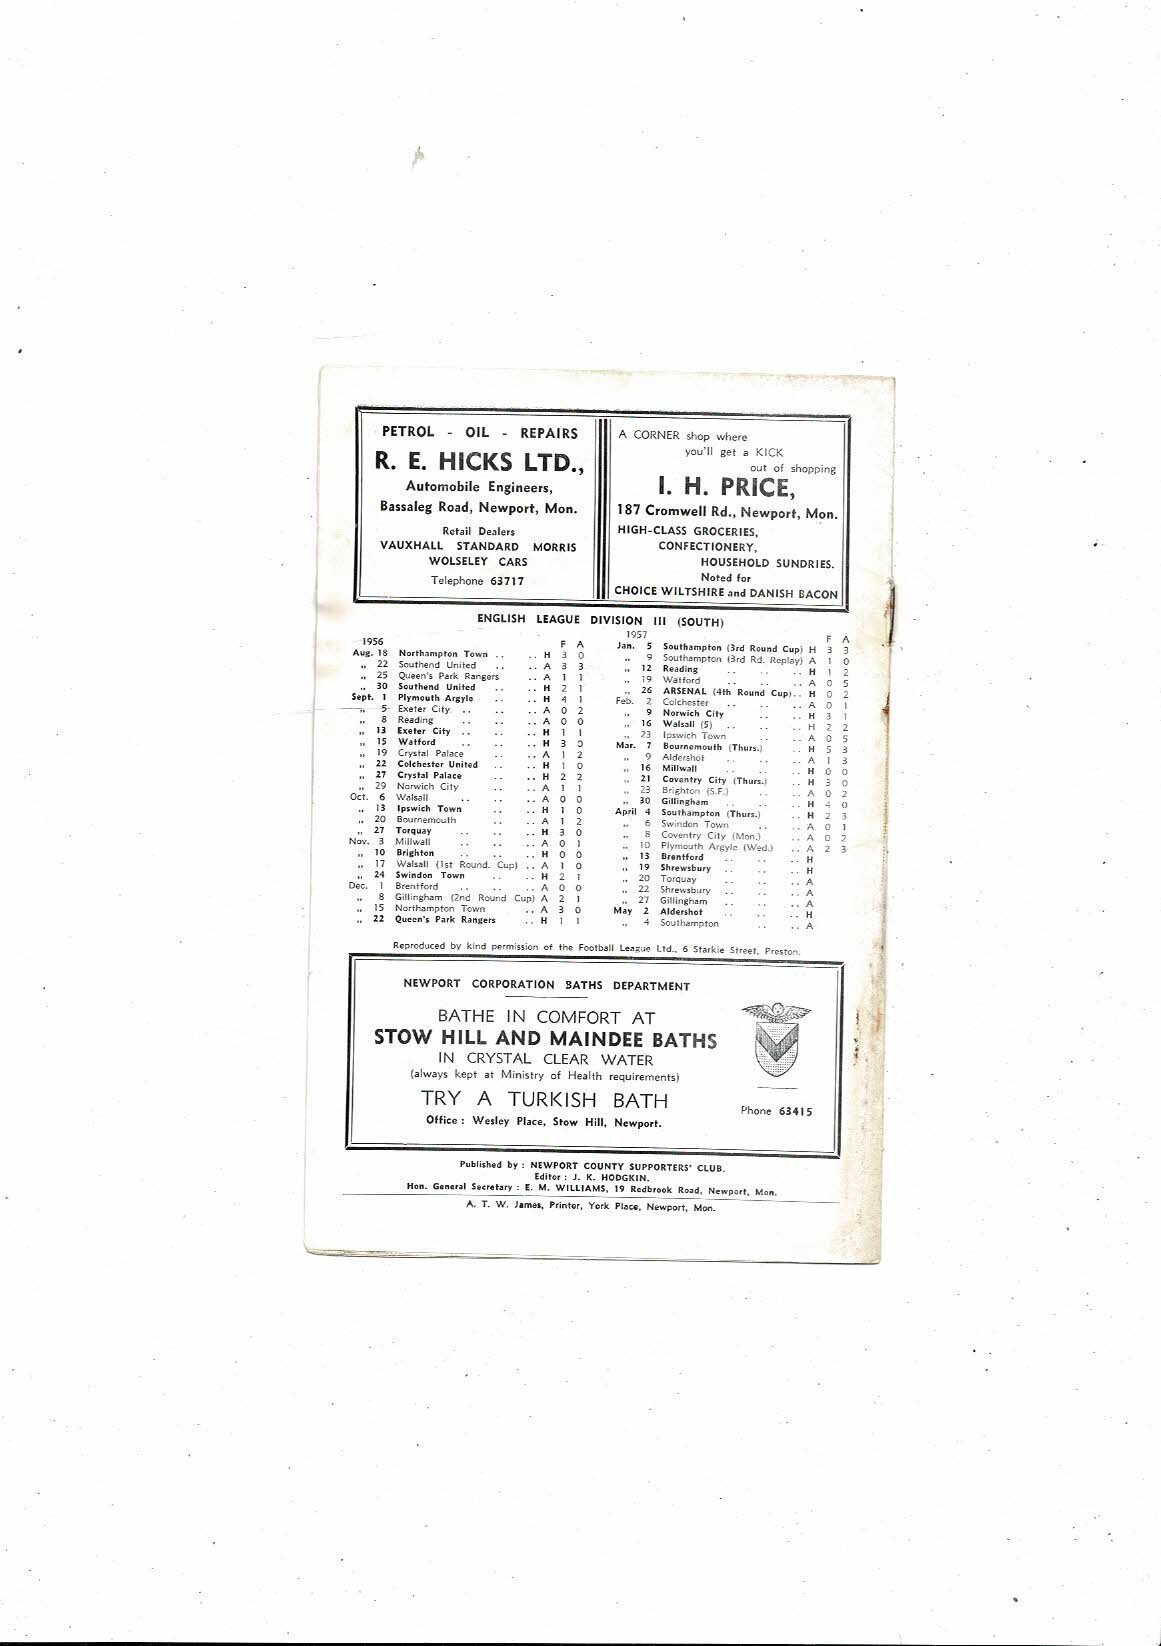 PETROL - OIL - REPAIRS
R. E. HICKS LTD.,
Automobile Engineers,
Bassaleg Road, Newport, Mon.
Retail Dealers
VAUXHALL STANDARD MORRIS
WOLSELEY CARS
Telephone 63717
A CORNER shop where
you'll get a KICK
out of shopping
I. H. PRICE,
187 Cromwell Rd., Newport, Mon.
HIGH-CLASS GROCERIES,
CONFECTIONERY,
HOUSEHOLD SUNDRIES.
Noted for
CHOICE WILTSHIRE and DANISH BACON
ENGLISH LEAGUE DIVISION III (SOUTH)
1956 F A
Aug. 18 Northampton Town .. .. H 3 0
,, 22 Southend United .. .. A 3 3
,, 25 Queen's Park Rangers .. A 1 1
,, 30 Southend United .. .. H 2 1
Sept. 1 Plymouth Argyle .. .. H 4 1
,, 5 Exeter City .. .. .. A 0 2
,, 8 Reading .. .. .. A 0 0
,, 13 Exeter City .. .. .. H 1 1
,, 15 Watford .. .. .. H 3 0
,, 19 Crystal Palace .. .. A 1 2
,, 22 Colchester United .. .. H 1 0
,, 27 Crystal Palace .. .. H 2 2
,, 29 Norwich City .. .. A 1 1
Oct. 6 Walsall .. .. .. A 0 0
,, 13 Ipswich Town .. .. H 1 0
,, 20 Bournemouth .. .. A 1 2
,, 27 Torquay .. .. .. H 3 0
Nov. 3 Millwall .. .. .. A 0 1
,, 10 Brighton .. .. .. H 0 0
,, 17 Walsall (1st Round. Cup) .. A 1 0
,, 24 Swindon Town .. .. H 2 1
Dec. 1 Brentford .. .. .. A 0 0
,, 8 Gillingham (2nd Round Cup) A 2 1
,, 15 Northampton Town .. A 3 0
,, 22 Queen's Park Rangers .. H 1 1
1957 F A
Jan. 5 Southampton (3rd Round Cup) H 3 3
,, 9 Southampton (3rd Rd. Replay) A 1 0
,, 12 Reading .. .. .. H 1 2
,, 19 Watford .. .. .. A 0 5
,, 26 ARSENAL (4th Round Cup) .. H 0 2
Feb. 2 Colchester .. .. .. A 0 1
,, 9 Norwich City .. .. H 3 1
,, 16 Walsall (5) .. .. .. H 2 2
,, 23 Ipswich Town .. .. A 0 5
Mar. 7 Bournemouth (Thurs.) .. H 5 3
,, 9 Aldershot .. .. .. A 1 3
,, 16 Millwall .. .. .. H 0 0
,, 21 Coventry City (Thurs.) .. H 3 0
,, 23 Brighton (S.F.) .. .. A 0 2
,, 30 Gillingham .. .. .. H 4 0
April 4 Southampton (Thurs.) .. H 2 3
,, 6 Swindon Town .. .. A 0 1
,, 8 Coventry City (Mon.) .. A 0 2
,, 10 Plymouth Argyle (Wed.) .. A 2 3
,, 13 Brentford .. .. .. H
,, 19 Shrewsbury .. .. .. H
,, 20 Torquay .. .. .. A
,, 22 Shrewsbury .. .. .. A
,, 27 Gillingham .. .. .. A
May 2 Aldershot .. .. .. H
,, 4 Southampton .. .. A
Reproduced by kind permission of the Football League Ltd., 6 Starkie Street, Preston.
NEWPORT CORPORATION BATHS DEPARTMENT
BATHE IN COMFORT AT
STOW HILL AND MAINDEE BATHS
IN CRYSTAL CLEAR WATER
(always kept at Ministry of Health requirements)
TRY A TURKISH BATH
Office : Wesley Place, Stow Hill, Newport.
Phone 63415
Published by : NEWPORT COUNTY SUPPORTERS' CLUB.
Editor : J. K. HODGKIN.
Hon. General Secretary : E. M. WILLIAMS, 19 Redbrook Road, Newport, Mon.
A. T. W. James, Printer, York Place, Newport, Mon.